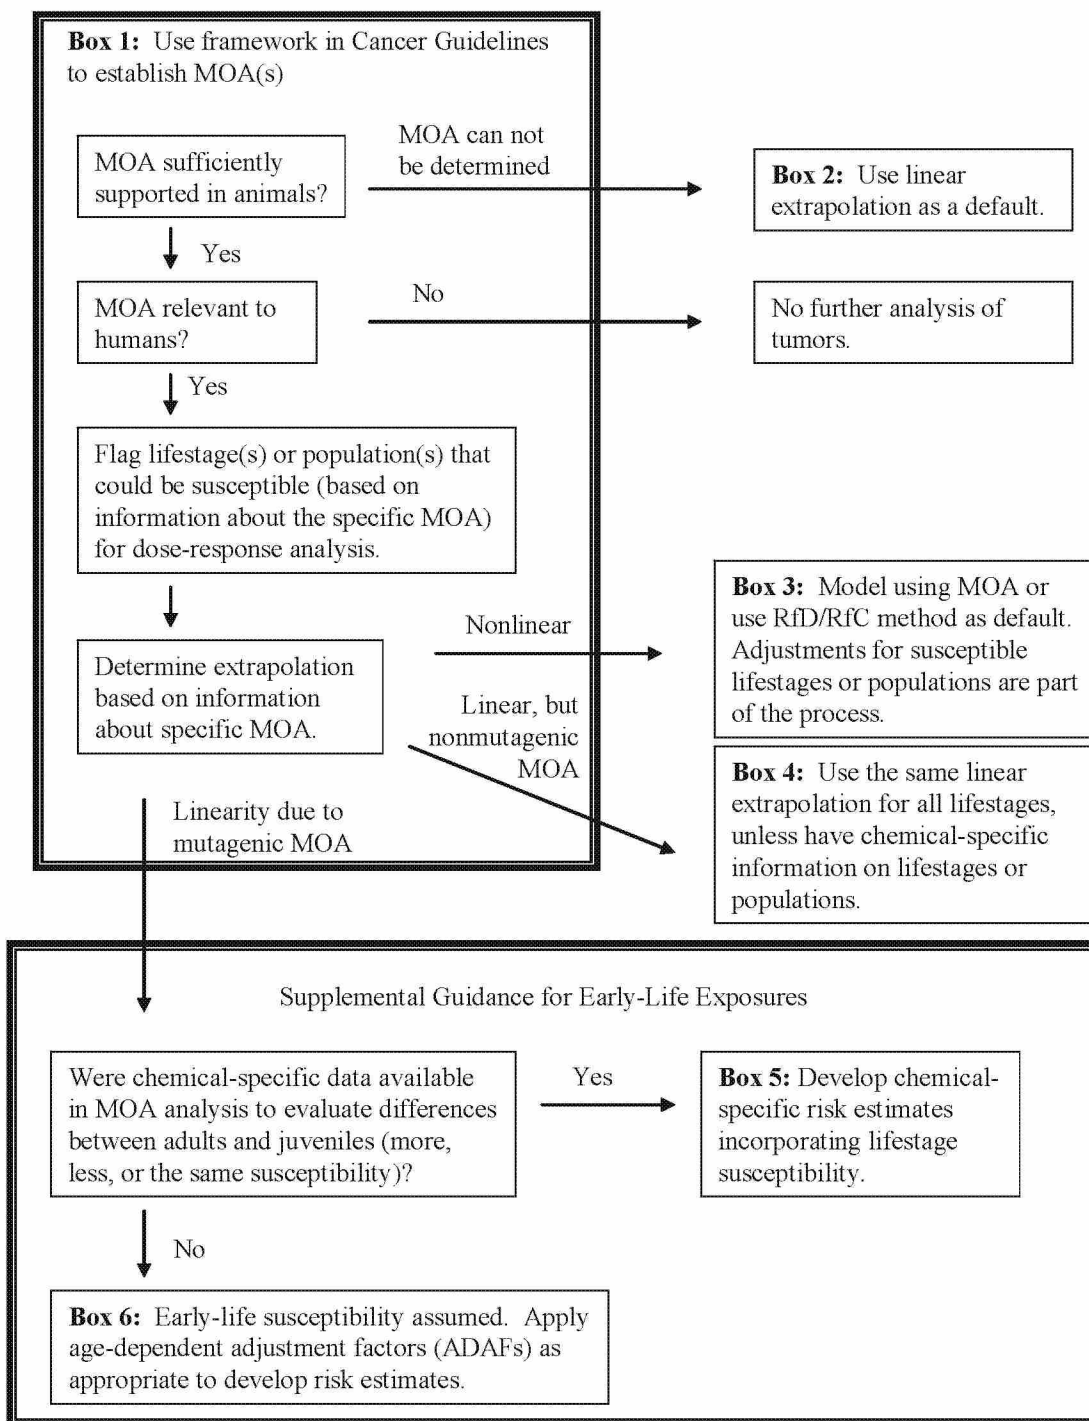 Box 1: Use framework in Cancer Guidelines
to establish MOA(s)
MOA sufficiently
supported in animals?
MOA can not
be determined
Box 2: Use linear
extrapolation as a default.
Yes
MOA relevant to
humans?
No
No further analysis of
tumors.
Yes
Flag lifestage(s) or population(s) that
could be susceptible (based on
information about the specific MOA)
for dose-response analysis.
Determine extrapolation
based on information
about specific MOA.
Nonlinear
Box 3: Model using MOA or
use RfD/RfC method as default.
Adjustments for susceptible
lifestages or populations are part
of the process.
Linear, but
nonmutagenic
MOA
Box 4: Use the same linear
extrapolation for all lifestages,
unless have chemical-specific
information on lifestages or
populations.
Linearity due to
mutagenic MOA
Supplemental Guidance for Early-Life Exposures
Were chemical-specific data available
in MOA analysis to evaluate differences
between adults and juveniles (more,
less, or the same susceptibility)?
Yes
Box 5: Develop chemical-
specific risk estimates
incorporating lifestage
susceptibility.
No
Box 6: Early-life susceptibility assumed. Apply
age-dependent adjustment factors (ADAFs) as
appropriate to develop risk estimates.